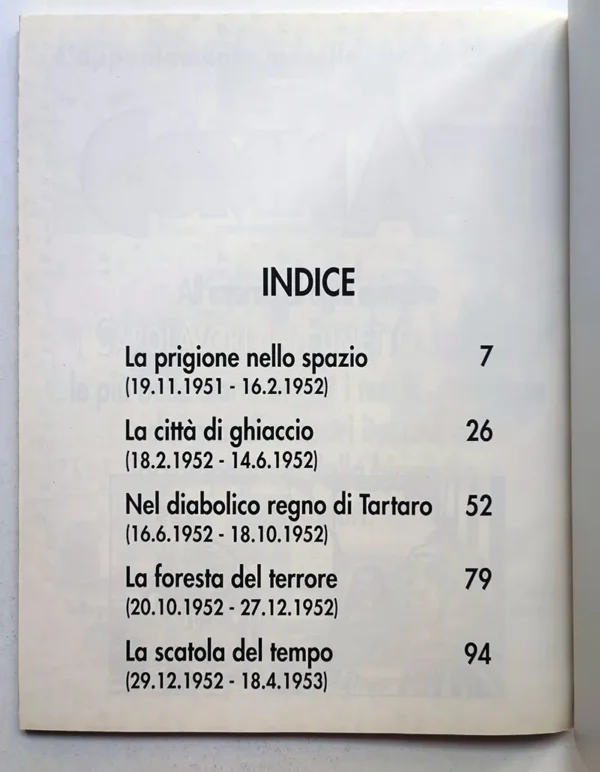 INDICE
La prigione nello spazio 7
(19.11.1951 - 16.2.1952)
La città di ghiaccio 26
(18.2.1952 - 14.6.1952)
Nel diabolico regno di Tartaro 52
(16.6.1952 - 18.10.1952)
La foresta del terrore 79
(20.10.1952 - 27.12.1952)
La scatola del tempo 94
(29.12.1952 - 18.4.1953)